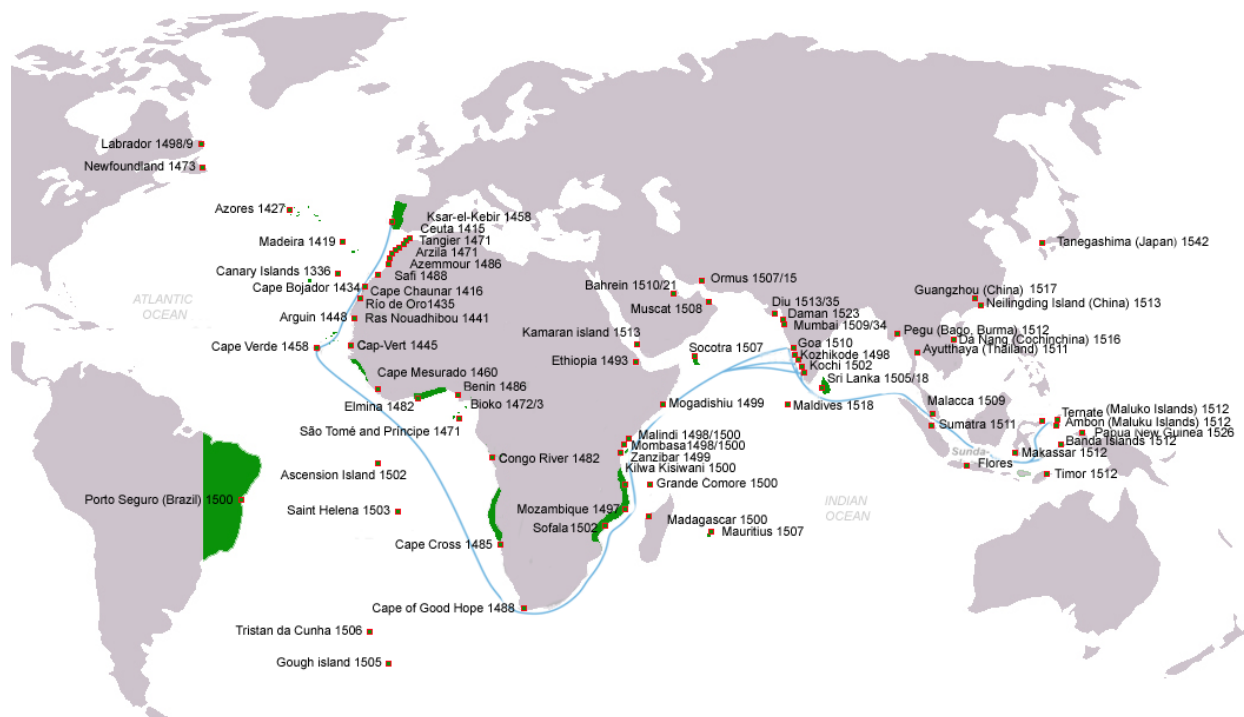 Labrador 1498/9
Newfoundland 1473
Azores 1427
Madeira 1419
Canary Islands 1336
Cape Bojador 1434
ATLANTIC
OCEAN
Arguin 1448
Cape Verde 1458
Ksar-el-Kebir 1458
Ceuta 1415
Tangier 1471
Arzila 1471
Azemmour 1486
Safi 1488
Cape Chaunar 1416
Río de Oro1435
Ras Nouadhibou 1441
Cap-Vert 1445
Cape Mesurado 1460
Benin 1486
Elmina 1482
Bioko 1472/3
São Tomé and Principe 1471
Congo River 1482
Ascension Island 1502
Porto Seguro (Brazil) 1500
Saint Helena 1503
Cape Cross 1485
Cape of Good Hope 1488
Tristan da Cunha 1506
Gough island 1505
Bahrein 1510/21
Ormus 1507/15
Muscat 1508
Kamaran island 1513
Ethiopia 1493
Socotra 1507
Mogadishiu 1499
Malindi 1498/1500
Mombasa1498/1500
Zanzibar 1499
Kilwa Kisiwani 1500
Grande Comore 1500
Mozambique 1497
Sofala 1502
Madagascar 1500
Mauritius 1507
INDIAN
OCEAN
Diu 1513/35
Daman 1523
Mumbai 1509/34
Goa 1510
Kozhikode 1498
Kochi 1502
Sri Lanka 1505/18
Maldives 1518
Tanegashima (Japan) 1542
Guangzhou (China) 1517
Neilingding Island (China) 1513
Pegu (Bago, Burma) 1512
Da Nang (Cochinchina) 1516
Ayutthaya (Thailand) 1511
Malacca 1509
Sumatra 1511
Ternate (Maluko Islands) 1512
Ambon (Maluku Islands) 1512
Papua New Guinea 1526
Banda Islands 1512
Makassar 1512
Sunda
Flores
Timor 1512